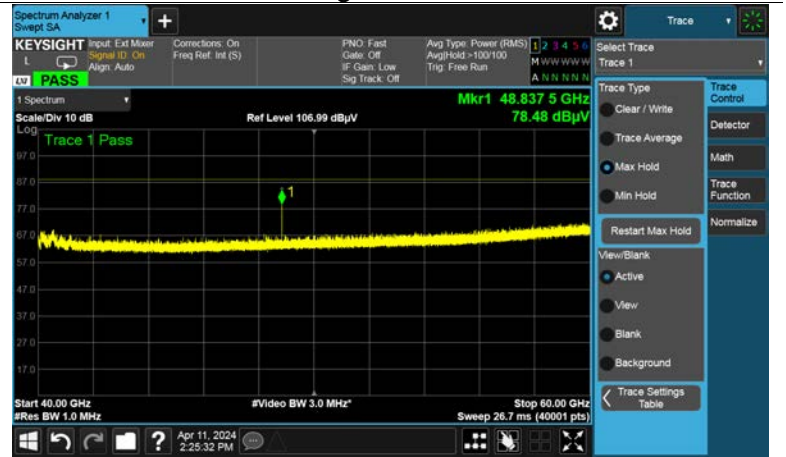 Spectrum Analyzer 1
Swept SA
+
Trace
KEYSIGHT
L
LXI PASS
Input: Ext Mixer
Signal ID: On
Align: Auto
Corrections: On
Freq Ref: Int (S)
PNO: Fast
Gate: Off
IF Gain: Low
Sig Track: Off
Avg Type: Power (RMS)
Avg|Hold:>100/100
Trig: Free Run
1 2 3 4 5 6
M W W W W W
A N N N N N
Select Trace
Trace 1
1 Spectrum
Scale/Div 10 dB
Ref Level 106.99 dBµV
Mkr1 48.837 5 GHz
78.48 dBµV
Log
Trace 1 Pass
97.0
87.0
77.0
67.0
57.0
47.0
37.0
27.0
17.0
1
Start 40.00 GHz
#Video BW 3.0 MHz*
Stop 60.00 GHz
#Res BW 1.0 MHz
Sweep 26.7 ms (40001 pts)
Trace Type
Clear / Write
Trace Average
Max Hold
Min Hold
Restart Max Hold
View/Blank
Active
View
Blank
Background
Trace Settings
Table
Trace
Control
Detector
Math
Trace
Function
Normalize
?
Apr 11, 2024
2:25:32 PM